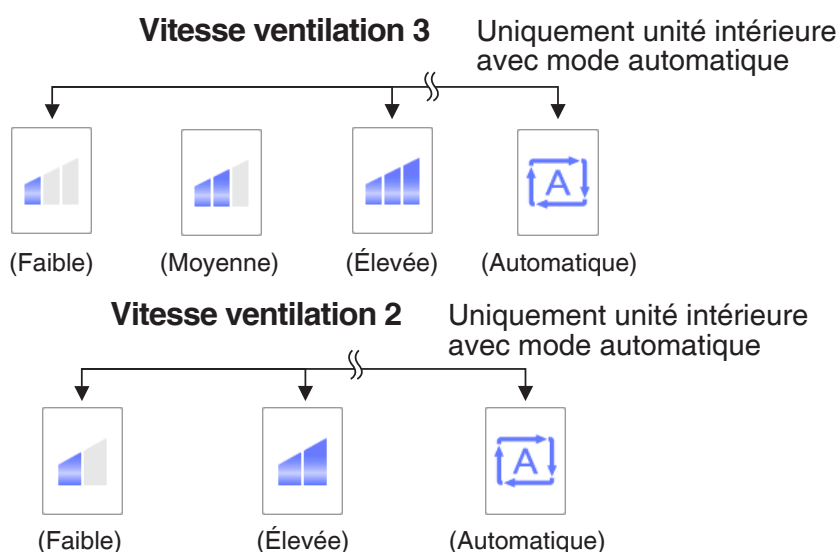 Vitesse ventilation 3
Uniquement unité intérieure
avec mode automatique
A
(Faible) (Moyenne) (Élevée) (Automatique)
Vitesse ventilation 2
Uniquement unité intérieure
avec mode automatique
A
(Faible) (Élevée) (Automatique)